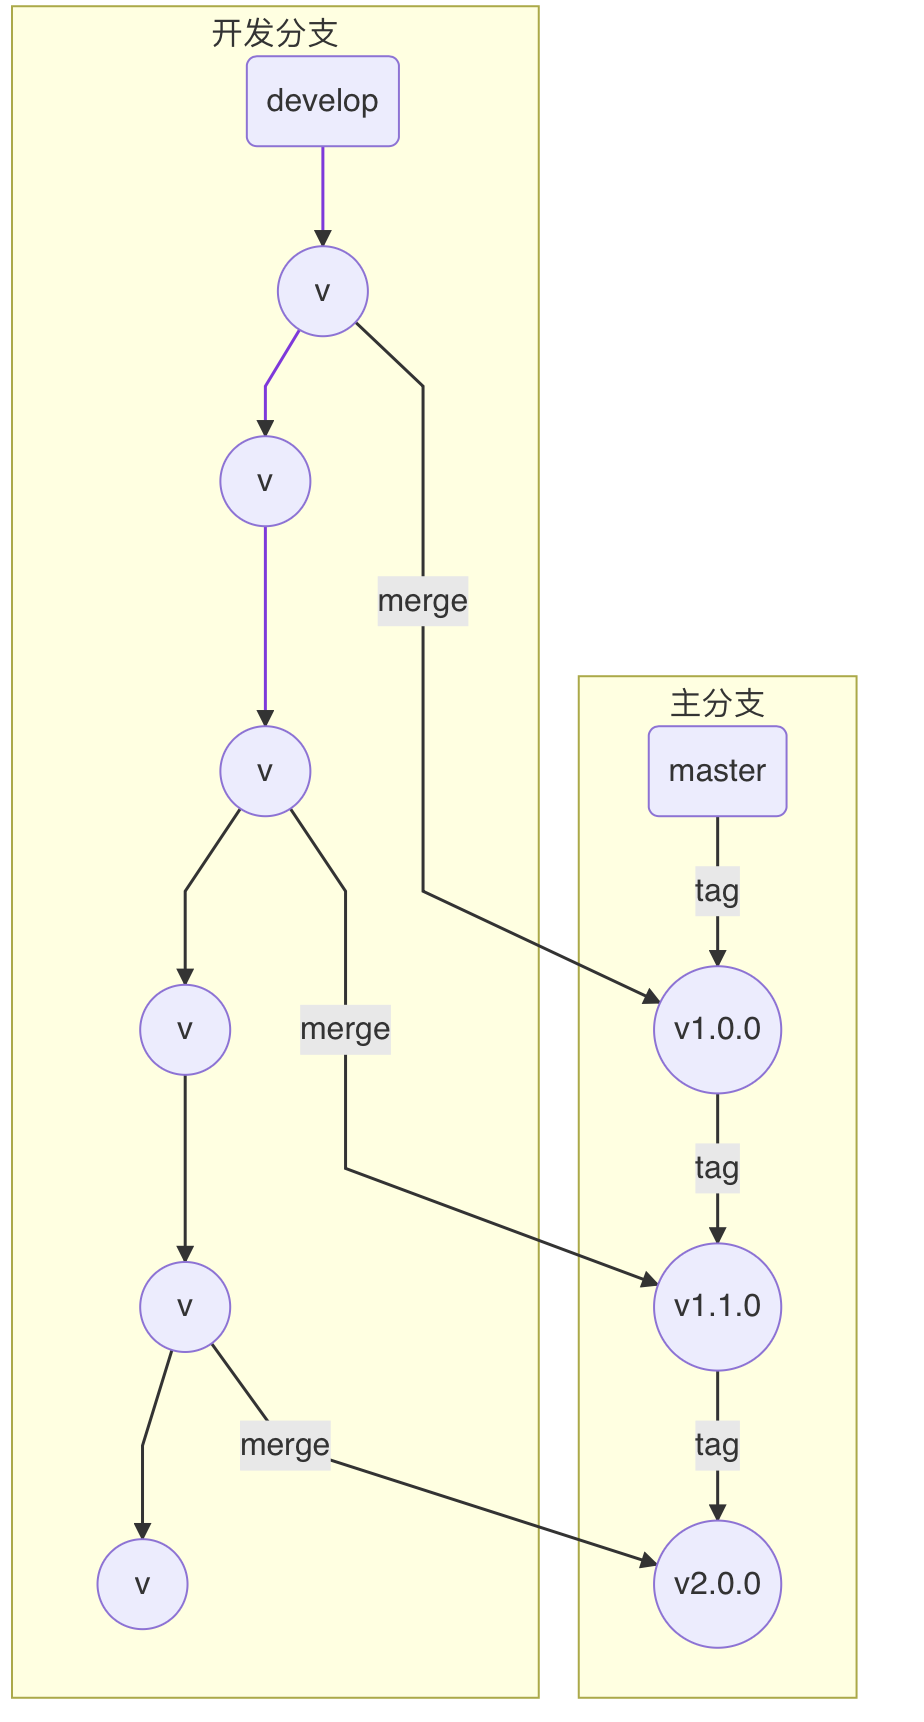 开发分支
develop
v
v
merge
主分支
v
master
tag
v
merge
v1.0.0
tag
v
v1.1.0
merge
tag
v
v2.0.0